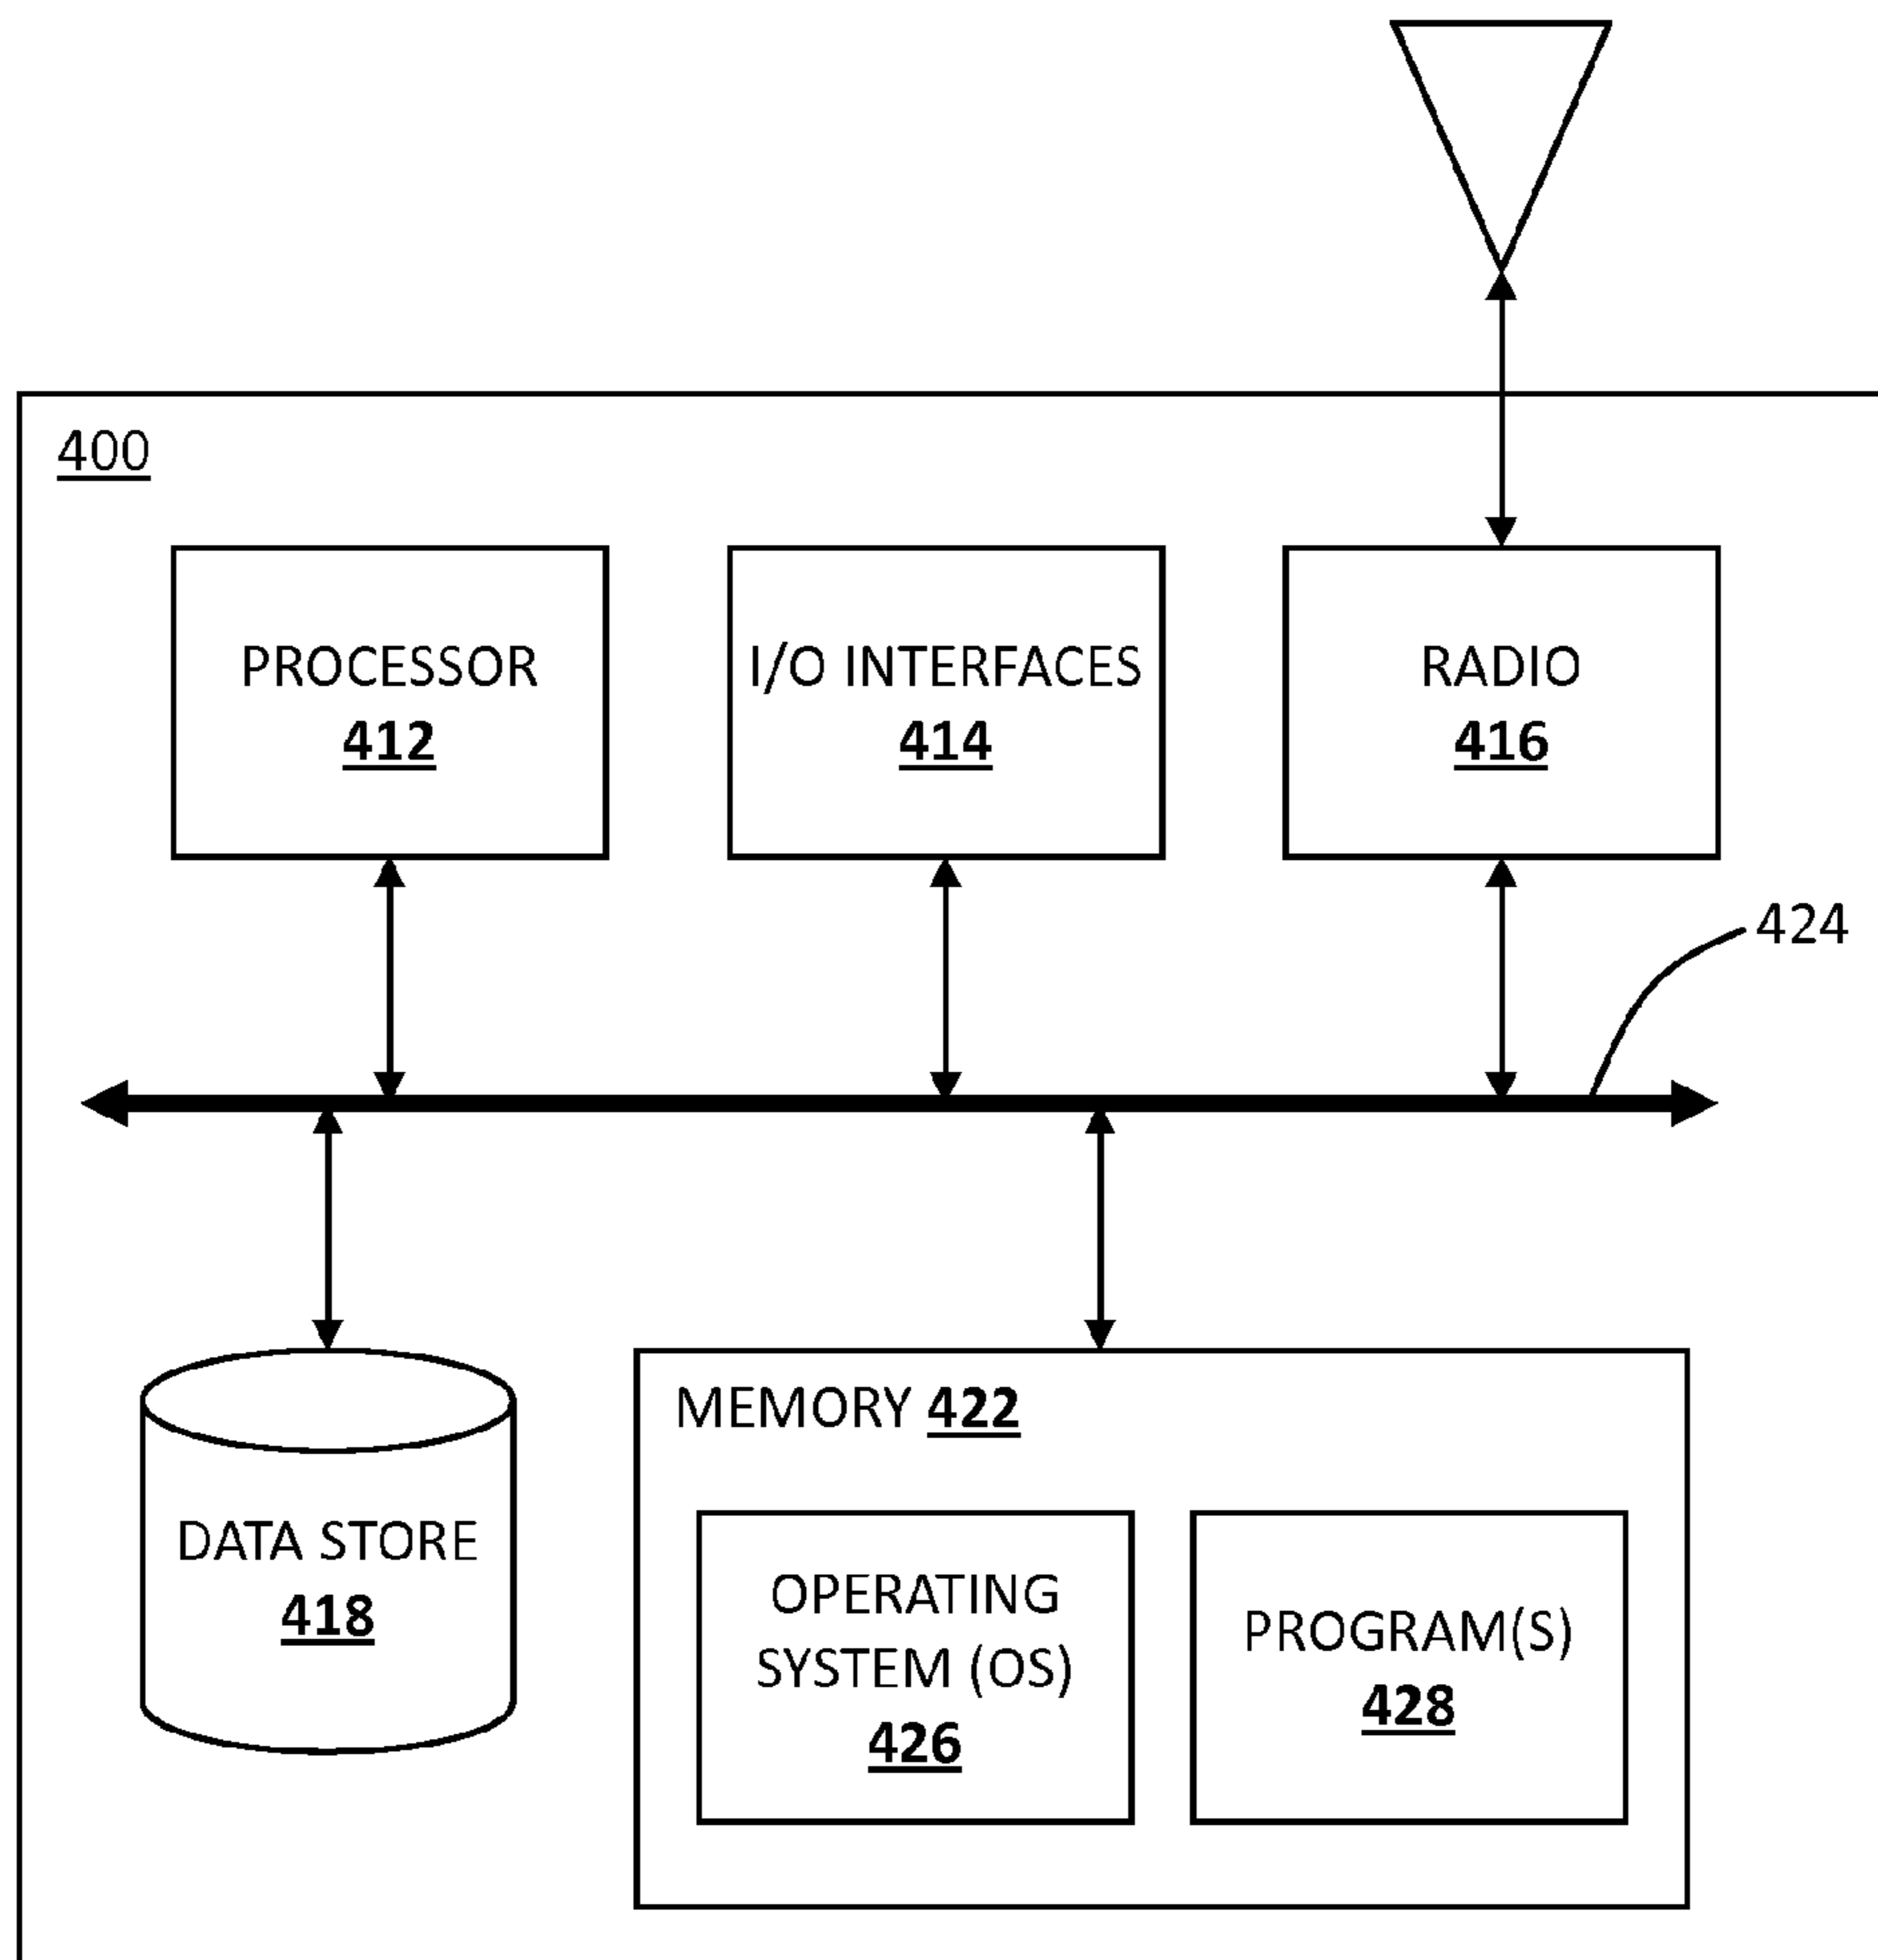 400
PROCESSOR
412
I/O INTERFACES
414
RADIO
416
424
MEMORY 422
DATA STORE
418
OPERATING
SYSTEM (OS)
426
PROGRAM(S)
428